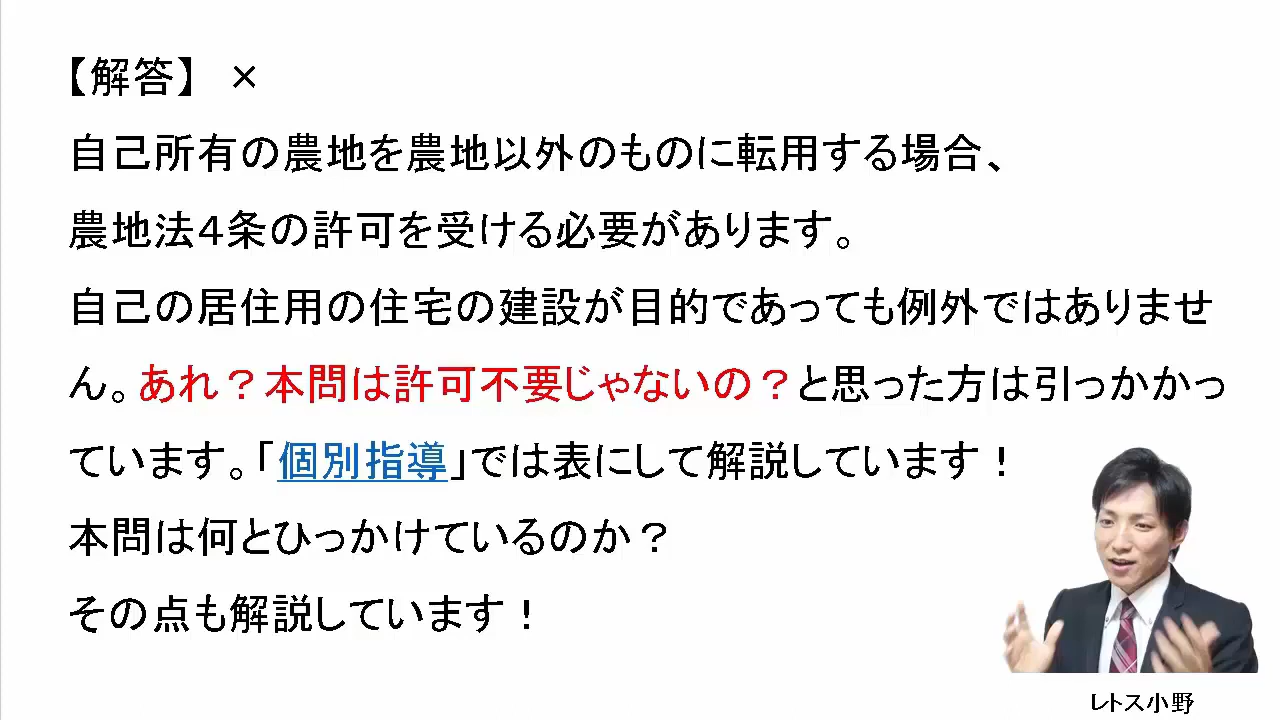 【解答】　×
自己所有の農地を農地以外のものに転用する場合、
農地法４条の許可を受ける必要があります。
自己の居住用の住宅の建設が目的であっても例外ではありませ
ん。あれ？本問は許可不要じゃないの？と思った方は引っかかっ
ています。「個別指導」では表にして解説しています！
本問は何とひっかけているのか？
その点も解説しています！
レトス小野